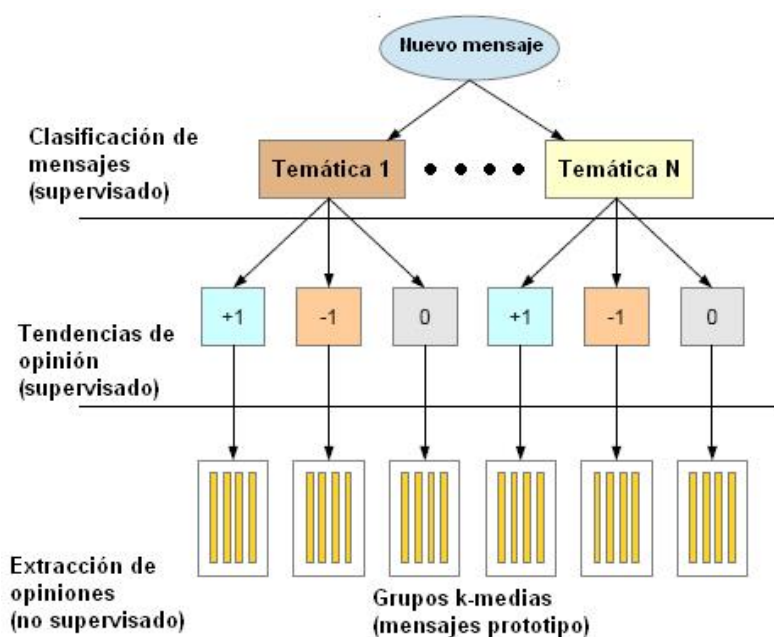 Nuevo mensaje
Clasificación de
mensajes
(supervisado)
Temática 1
Temática N
+1
-1
0
+1
-1
0
Tendencias de
opinión
(supervisado)
Extracción de
opiniones
(no supervisado)
Grupos k-medias
(mensajes prototipo)